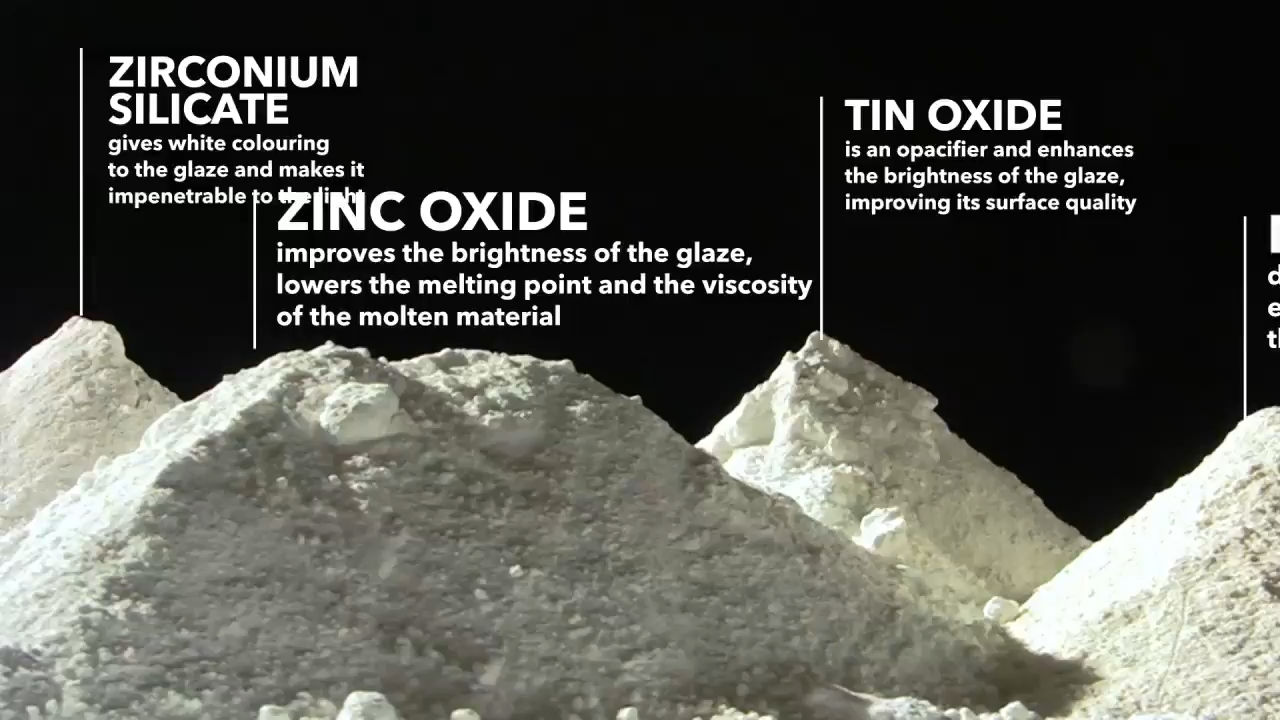 ZIRCONIUM
SILICATE
gives white colouring
to the glaze and makes it
impenetrable to the light
ZINC OXIDE
improves the brightness of the glaze,
lowers the melting point and the viscosity
of the molten material
TIN OXIDE
is an opacifier and enhances
the brightness of the glaze,
improving its surface quality